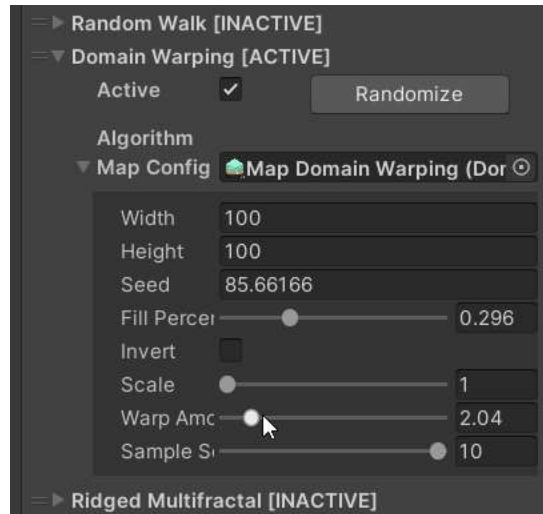 Random Walk [INACTIVE]
Domain Warping [ACTIVE]
Active
Randomize
Algorithm
Map Config Map Domain Warping (Dor
Width 100
Height 100
Seed 85.66166
Fill Percer 0.296
Invert
Scale 1
Warp Amc 2.04
Sample S 10
Ridged Multifractal [INACTIVE]